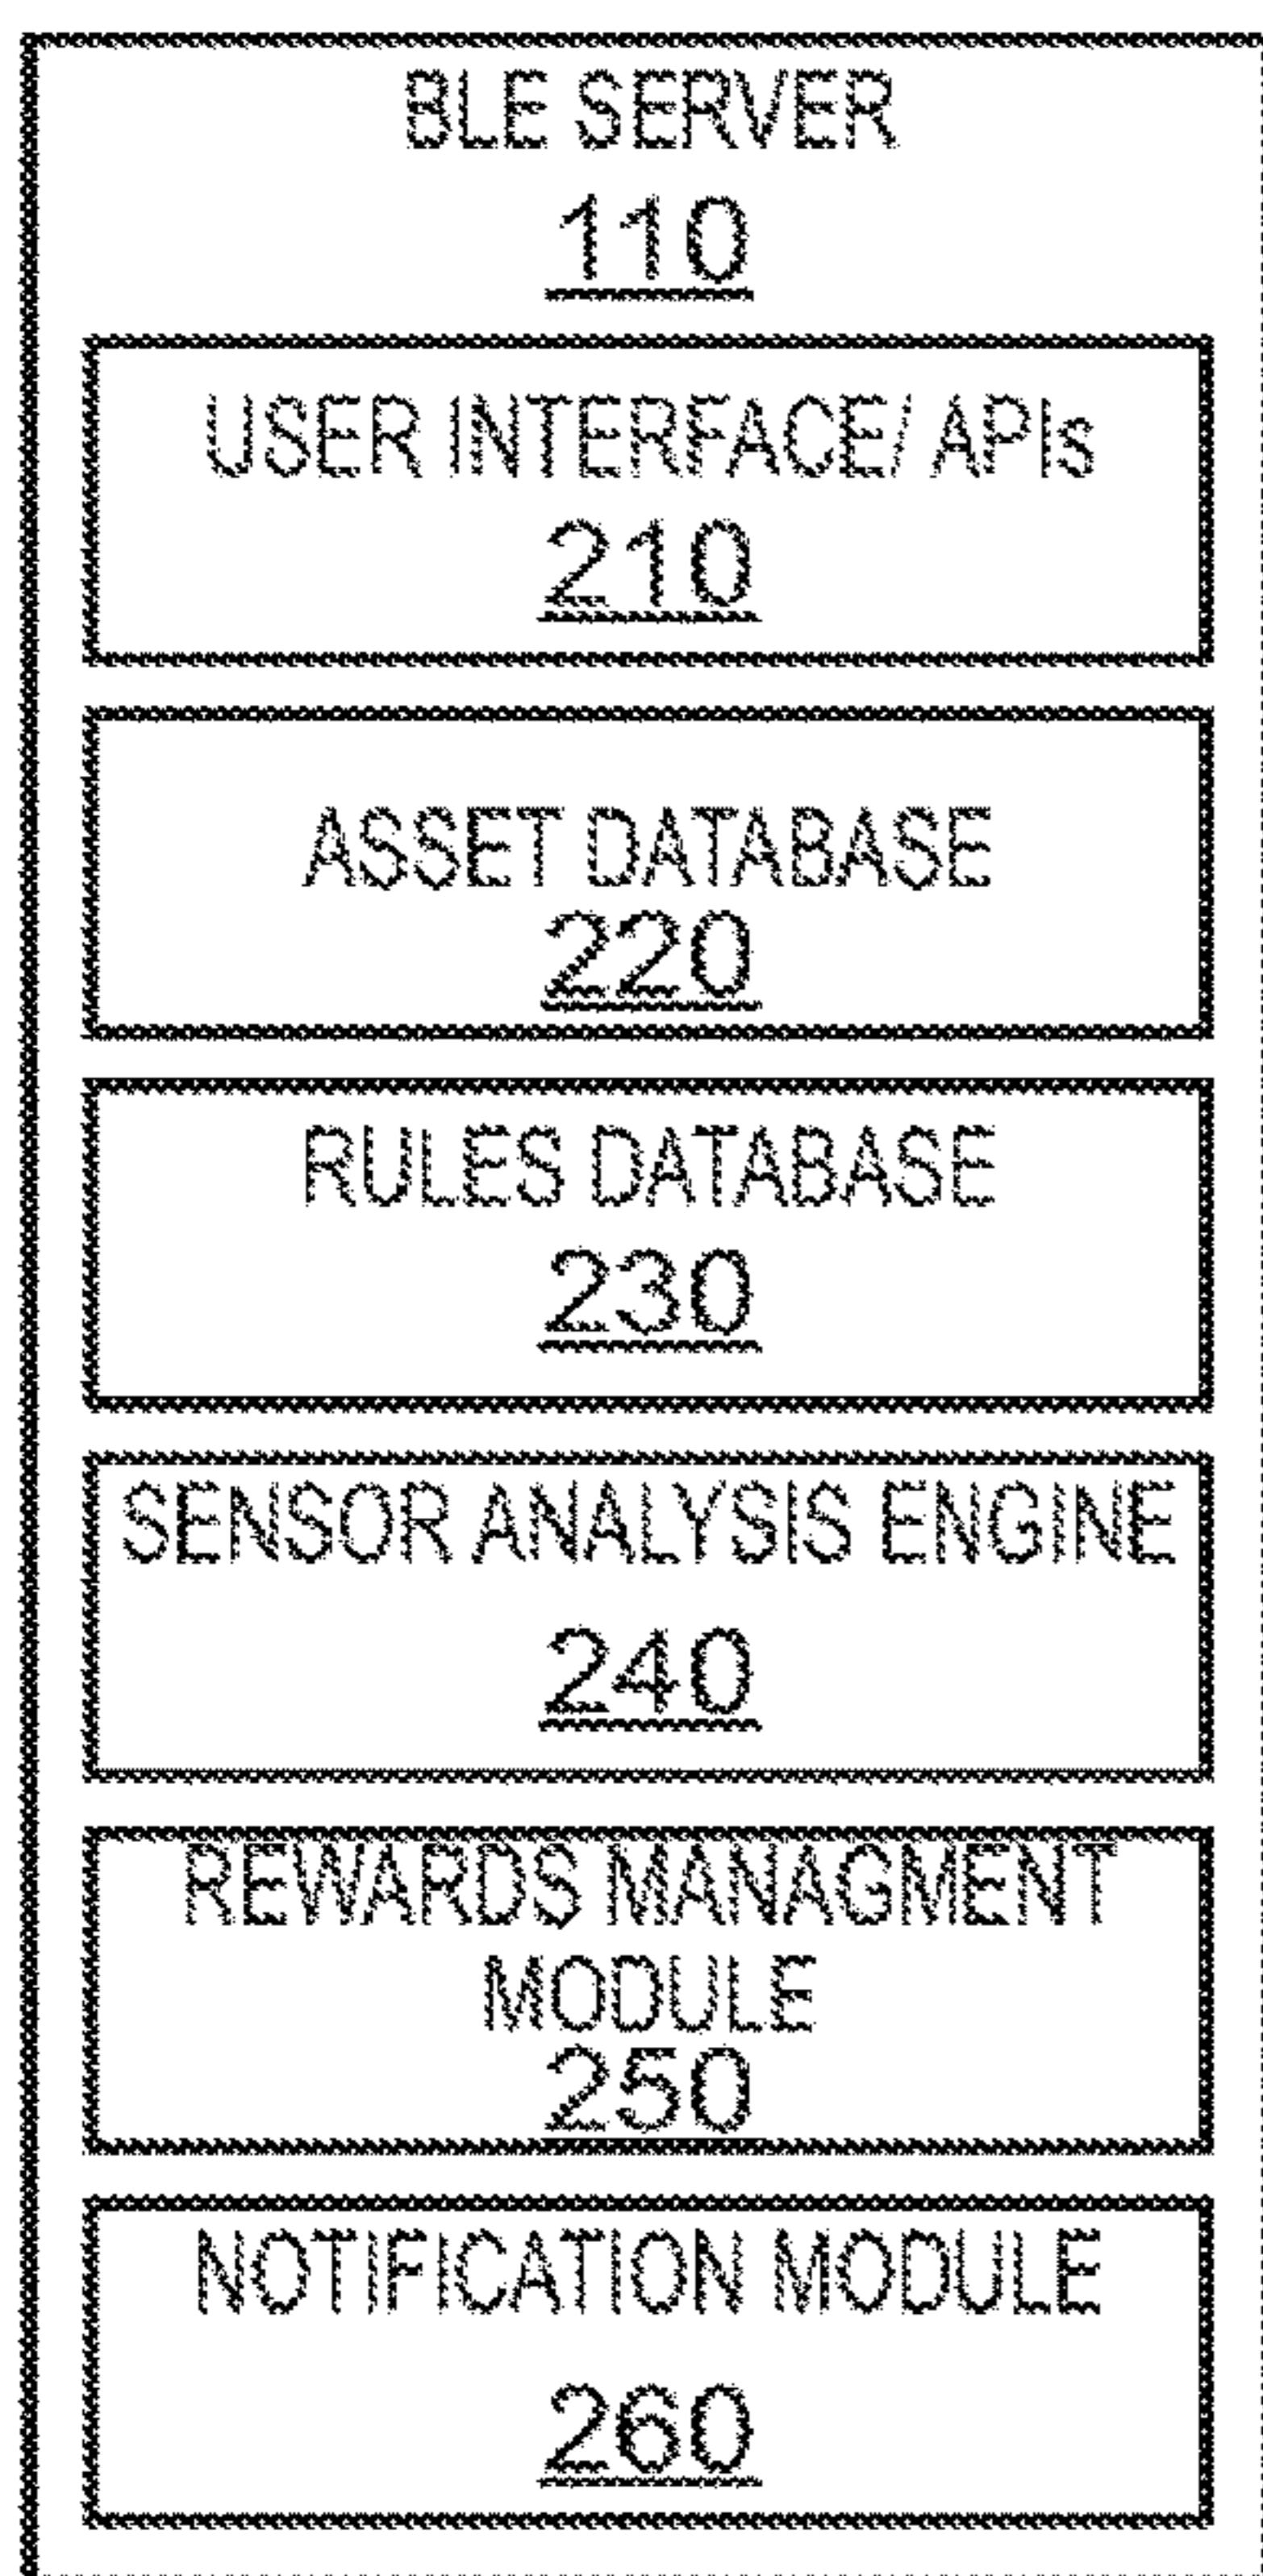 BLE SERVER
110
USER INTERFACE/ APIs
210
ASSET DATABASE
220
RULES DATABASE
230
SENSOR ANALYSIS ENGINE
240
REWARDS MANAGMENT
MODULE
250
NOTIFICATION MODULE
260